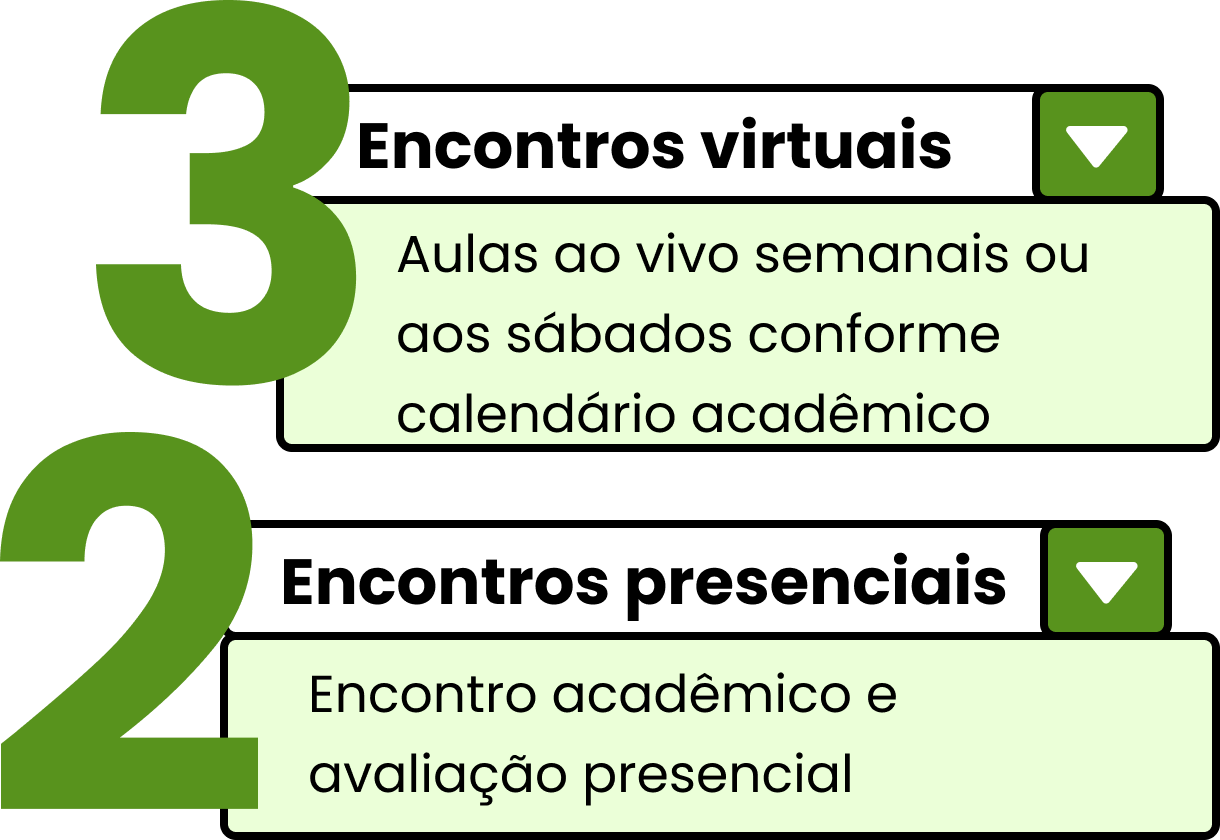 3
Encontros virtuais
Aulas ao vivo semanais ou
aos sábados conforme
calendário acadêmico
2
Encontros presenciais
Encontro acadêmico e
avaliação presencial